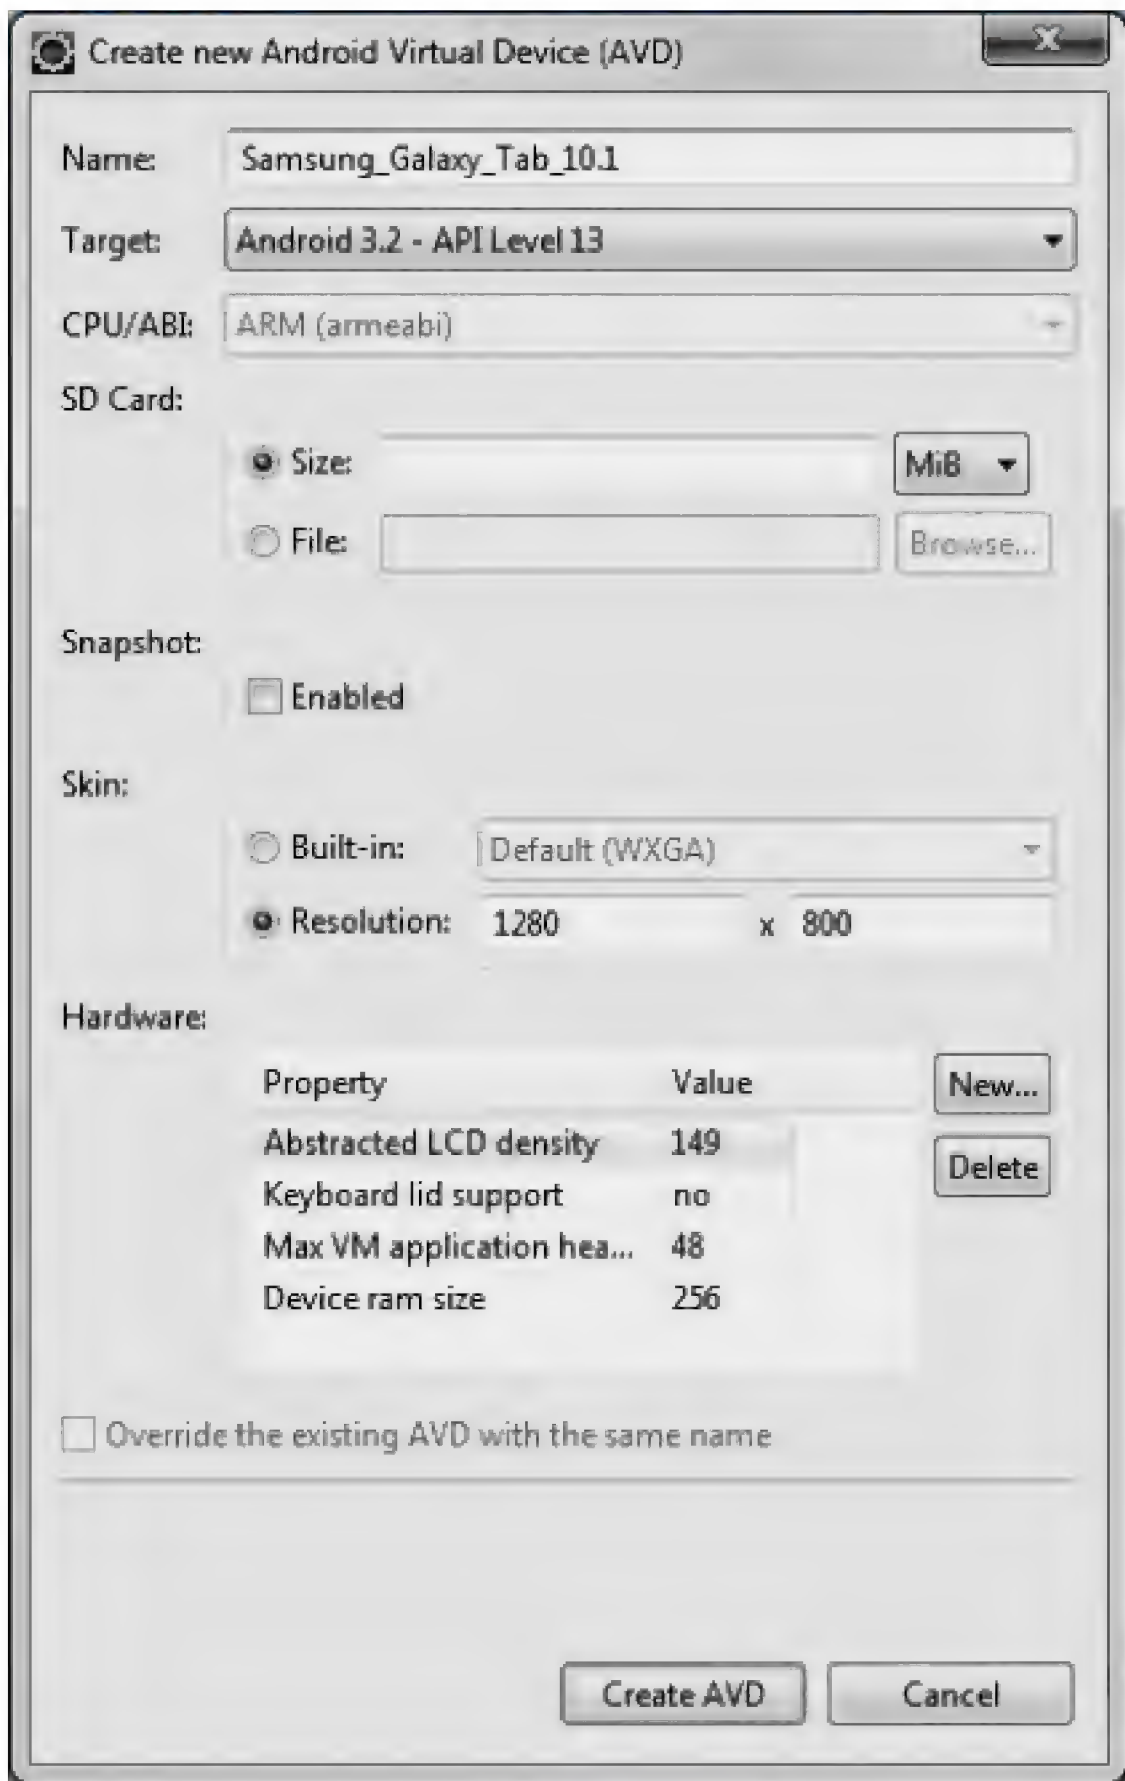 Create new Android Virtual Device (AVD)
x
Name: Samsung_Galaxy_Tab_10.1
Target: Android 3.2 - API Level 13
CPU/ABI: ARM (armeabi)
SD Card:
Size: MiB
File: Browse...
Snapshot:
Enabled
Skin:
Built-in: Default (WXGA)
Resolution: 1280 x 800
Hardware:
Property Value New...
Abstracted LCD density 149
Delete
Keyboard lid support no
Max VM application hea... 48
Device ram size 256
Override the existing AVD with the same name
Create AVD Cancel